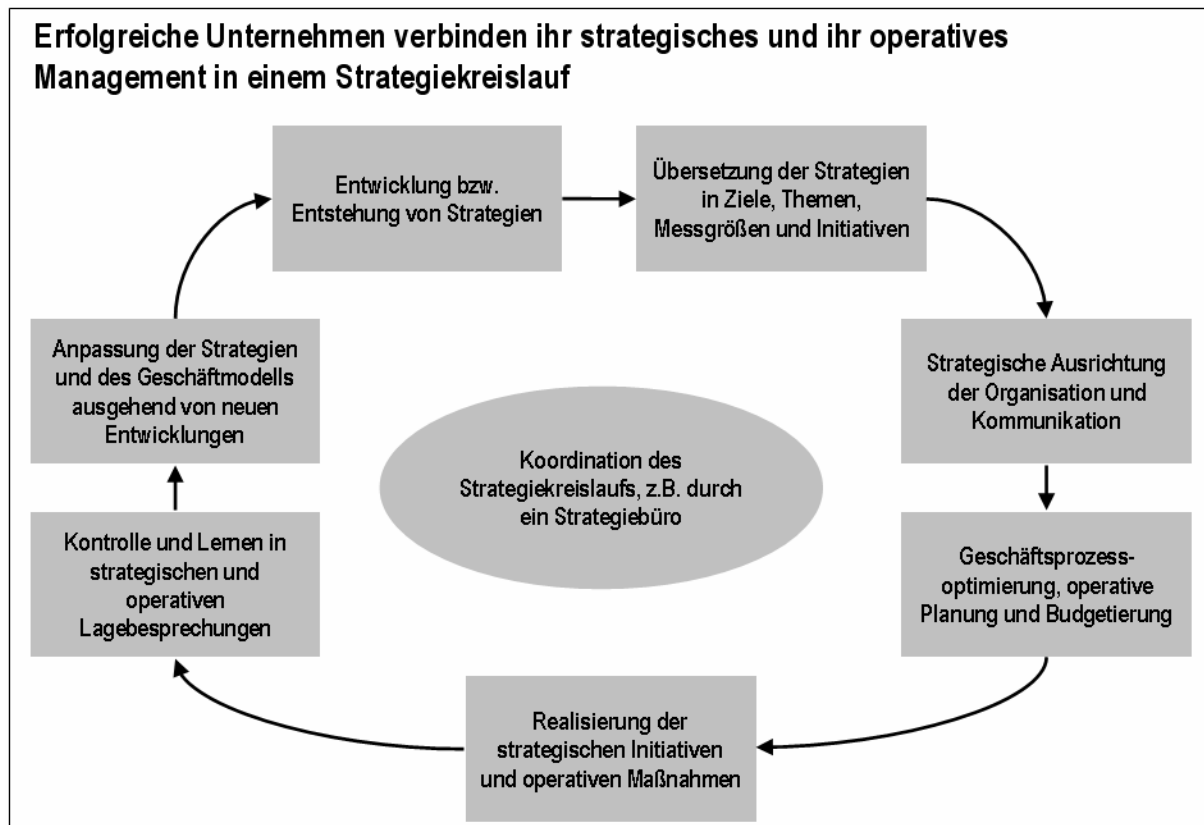 Erfolgreiche Unternehmen verbinden ihr strategisches und ihr operatives
Management in einem Strategiekreislauf
Entwicklung bzw.
Entstehung von Strategien
Übersetzung der Strategien
in Ziele, Themen,
Messgrößen und Initiativen
Strategische Ausrichtung
der Organisation und
Kommunikation
Geschäftsprozess-
optimierung, operative
Planung und Budgetierung
Realisierung der
strategischen Initiativen
und operativen Maßnahmen
Kontrolle und Lernen in
strategischen und
operativen
Lagebesprechungen
Anpassung der Strategien
und des Geschäftmodells
ausgehend von neuen
Entwicklungen
Koordination des
Strategiekreislaufs, z.B. durch
ein Strategiebüro